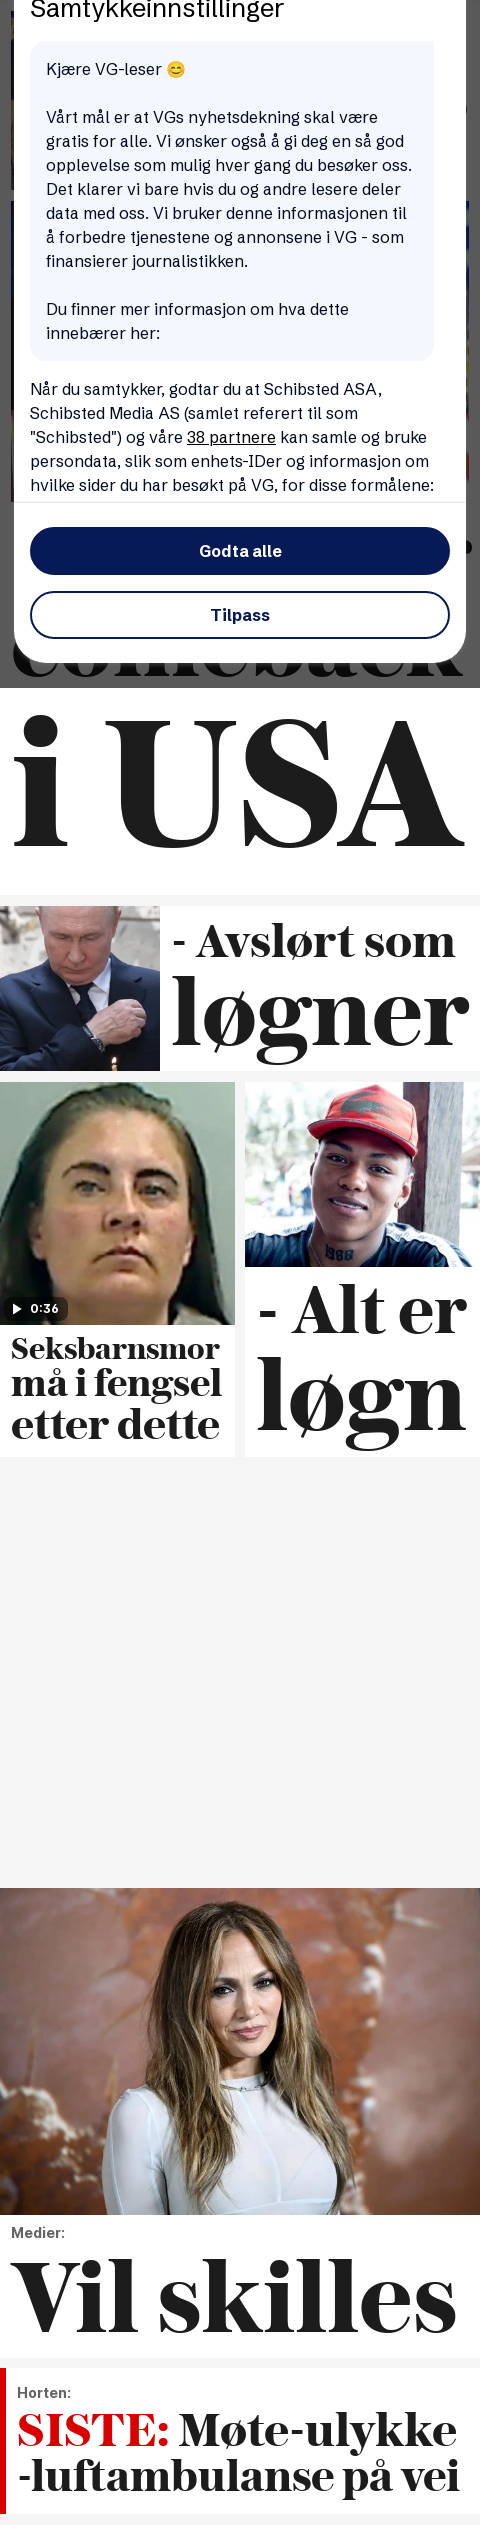 Samtykkeinnstillinger
Kjære VG-leser 😊
Vårt mål er at VGs nyhetsdekning skal være
gratis for alle. Vi ønsker også å gi deg en så god
opplevelse som mulig hver gang du besøker oss.
Det klarer vi bare hvis du og andre lesere deler
data med oss. Vi bruker denne informasjonen til
å forbedre tjenestene og annonsene i VG - som
finansierer journalistikken.
Du finner mer informasjon om hva dette
innebærer her:
Når du samtykker, godtar du at Schibsted ASA,
Schibsted Media AS (samlet referert til som
"Schibsted") og våre 38 partnere kan samle og bruke
persondata, slik som enhets-IDer og informasjon om
hvilke sider du har besøkt på VG, for disse formålene:
Godta alle
Tilpass
comeback
i USA
- Avslørt som
løgner
0:36
Seksbarnsmor
må i fengsel
etter dette
1988
- Alt er
løgn
Medier:
Vil skilles
Horten:
SISTE: Møte-ulykke
-luftambulanse på vei